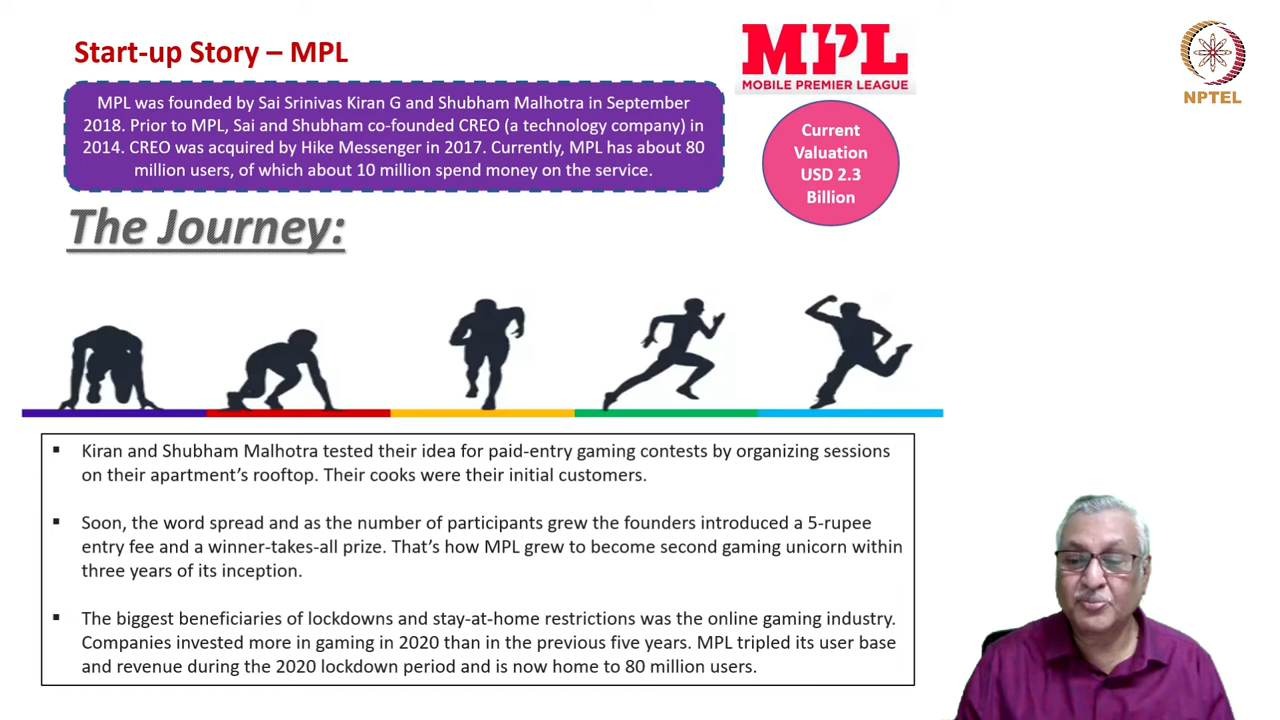 Start-up Story – MPL
MPL
MOBILE PREMIER LEAGUE
NPTEL
MPL was founded by Sai Srinivas Kiran G and Shubham Malhotra in September
2018. Prior to MPL, Sai and Shubham co-founded CREO (a technology company) in
2014. CREO was acquired by Hike Messenger in 2017. Currently, MPL has about 80
million users, of which about 10 million spend money on the service.
Current
Valuation
USD 2.3
Billion
The Journey:
▪ Kiran and Shubham Malhotra tested their idea for paid-entry gaming contests by organizing sessions
on their apartment’s rooftop. Their cooks were their initial customers.
▪ Soon, the word spread and as the number of participants grew the founders introduced a 5-rupee
entry fee and a winner-takes-all prize. That’s how MPL grew to become second gaming unicorn within
three years of its inception.
▪ The biggest beneficiaries of lockdowns and stay-at-home restrictions was the online gaming industry.
Companies invested more in gaming in 2020 than in the previous five years. MPL tripled its user base
and revenue during the 2020 lockdown period and is now home to 80 million users.